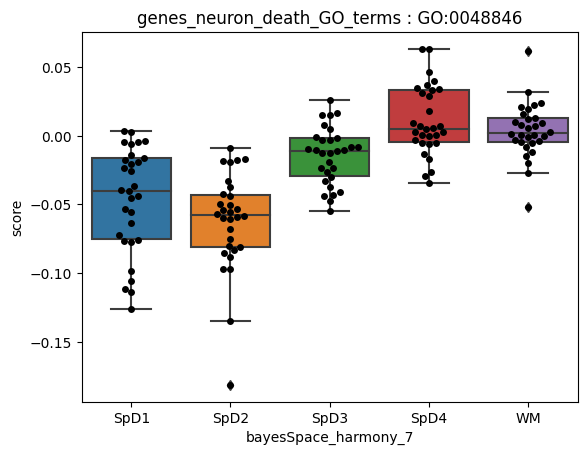 genes_neuron_death_GO_terms : GO:0048846
0.05
0.00
−0.05
−0.10
−0.15
score
SpD1 SpD2 SpD3 SpD4 WM
bayesSpace_harmony_7